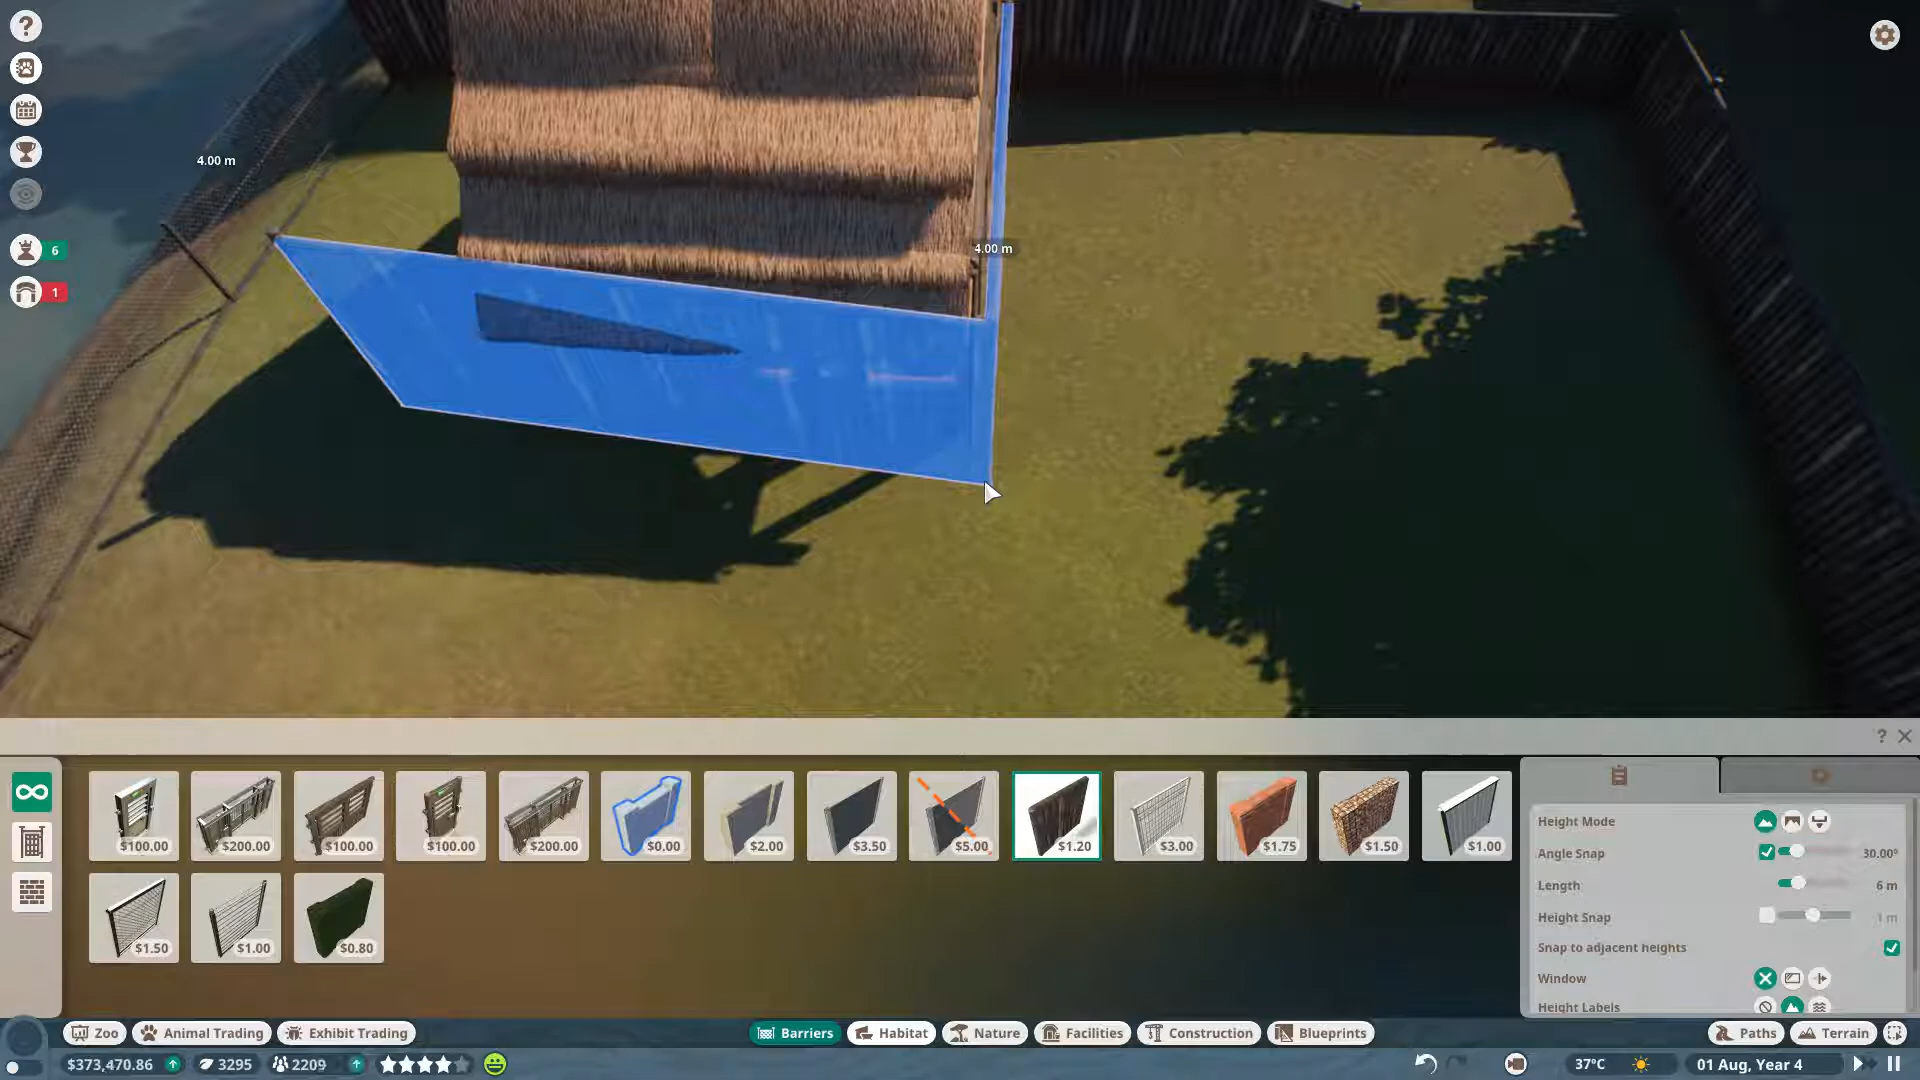 ?
4.00 m
6
1
4.00 m
?
$100.00 $200.00 $100.00 $100.00 $200.00 $0.00 $2.00 $3.50 $5.00 $1.20 $3.00 $1.75 $1.50 $1.00
$1.50 $1.00 $0.80
Height Mode
Angle Snap 30.00°
Length 6 m
Height Snap 1 m
Snap to adjacent heights
Window
Height Labels
Zoo Animal Trading Exhibit Trading Barriers Habitat Nature Facilities Construction Blueprints Paths Terrain
$373,470.86 3295 2209 37°C 01 Aug, Year 4